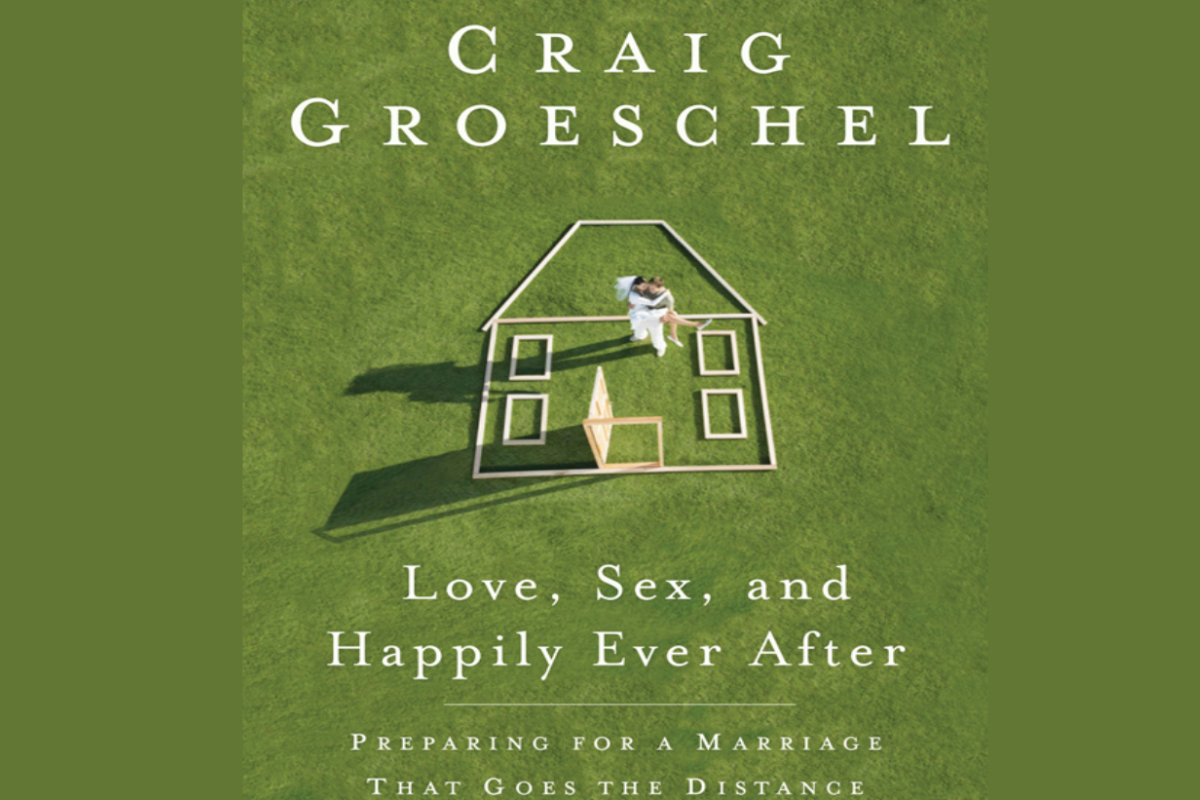 Craig
Groeschel
Love, Sex, and
Happily Ever After
Preparing for a Marriage
That Goes the Distance